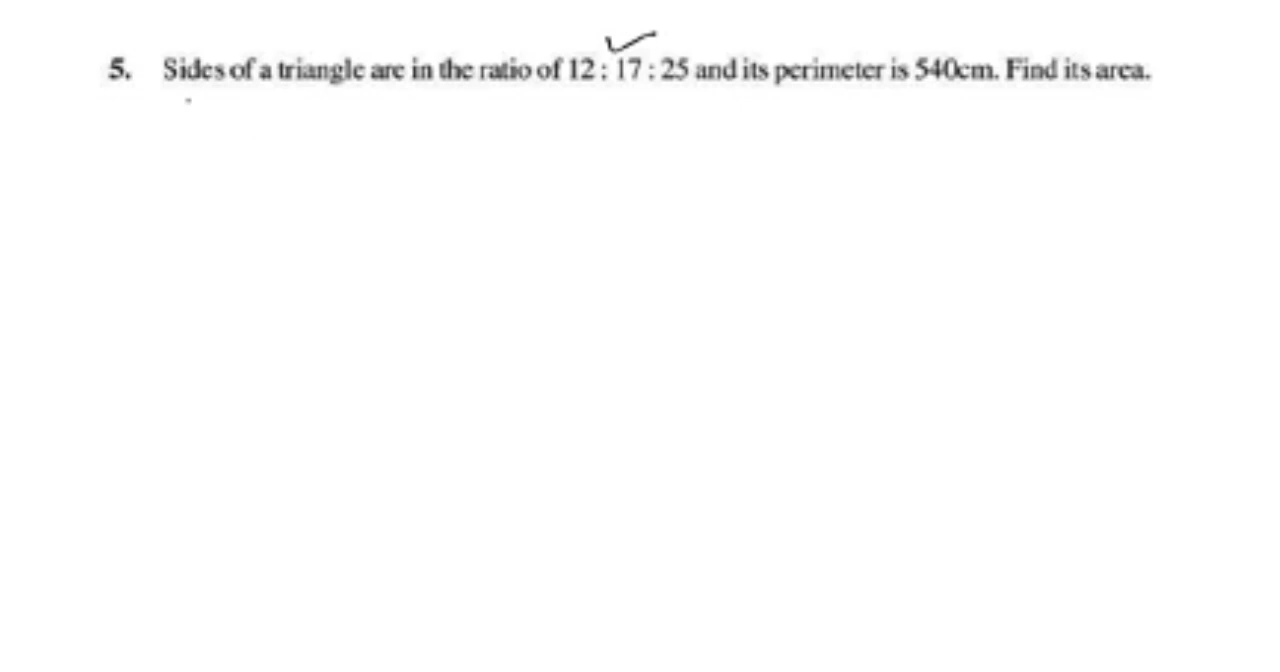 5. Sides of a triangle are in the ratio of 12 : 17 : 25 and its perimeter is 540cm. Find its area.